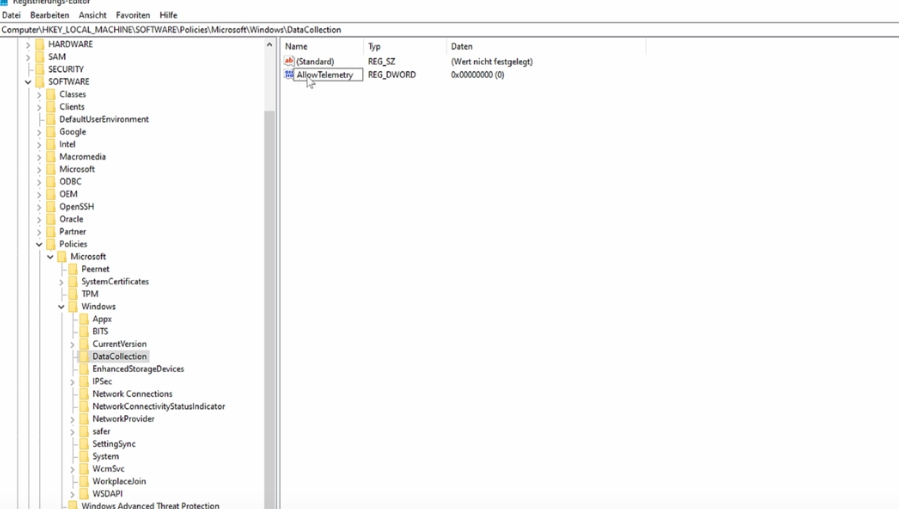 Registrierungs-Editor
Datei Bearbeiten Ansicht Favoriten Hilfe
Computer\HKEY_LOCAL_MACHINE\SOFTWARE\Policies\Microsoft\Windows\DataCollection
HARDWARE
SAM
SECURITY
SOFTWARE
Classes
Clients
DefaultUserEnvironment
Google
Intel
Macromedia
Microsoft
ODBC
OEM
OpenSSH
Oracle
Partner
Policies
Microsoft
Peernet
SystemCertificates
TPM
Windows
Appx
BITS
CurrentVersion
DataCollection
EnhancedStorageDevices
IPSec
Network Connections
NetworkConnectivityStatusIndicator
NetworkProvider
safer
SettingSync
System
WcmSvc
WorkplaceJoin
WSDAPI
Windows Advanced Threat Protection
Name Typ Daten
(Standard) REG_SZ (Wert nicht festgelegt)
AllowTelemetry REG_DWORD 0x00000000 (0)